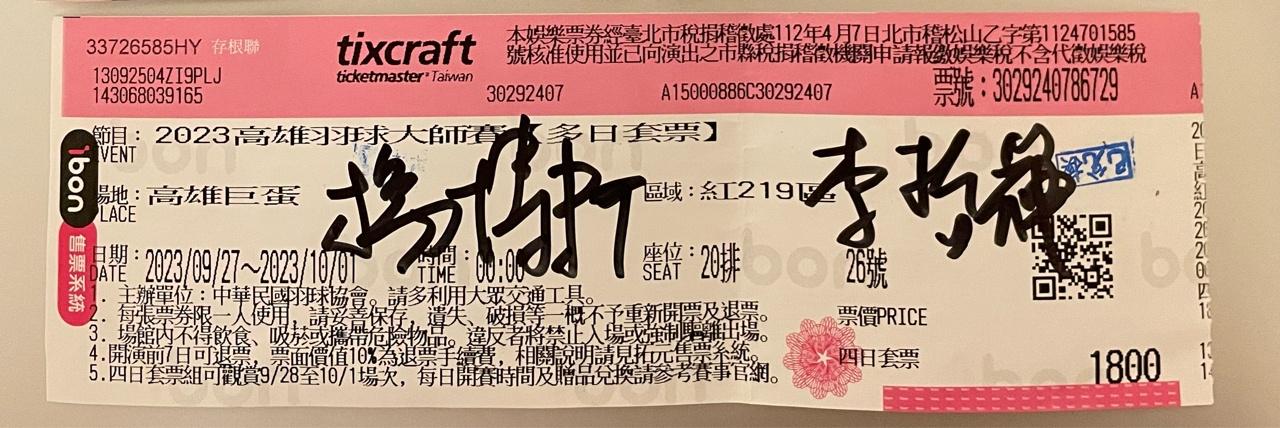 33726585HY 存根聯
13092504ZI9PLJ
143068039165
tixcraft
ticketmaster Taiwan
30292407
本娛樂票券經臺北市稅捐稽徵處112年4月7日北市稽松山乙字第1124701585
號核准使用並已向演出之市縣稅捐稽徵機關申請報繳娛樂稅不含代徵娛樂稅
A15000886C30292407
票號：3029240786729
ibon
售票系統
節目：2023高雄羽球大師賽【多日套票】
EVENT
場地：高雄巨蛋
PLACE
區域：紅219區
楊博軒
李哲輝
已兌換
日期：2023/09/27～2023/10/01
DATE
時間：00:00
TIME
座位：20排
SEAT
26號
1. 主辦單位：中華民國羽球協會。請多利用大眾交通工具。
2. 每張票券限一人使用，請妥善保存，遺失、破損等一概不予重新開票及退票。
3. 場館內不得飲食、吸菸或攜帶危險物品。違反者將禁止入場或強制驅離出場。
4.開演前7日可退票，票面價值10%為退票手續費，相關說明請見拓元售票系統。
5.四日套票組可觀賞9/28至10/1場次，每日開賽時間及贈品兌換請參考賽事官網。
票價PRICE
四日套票
1800